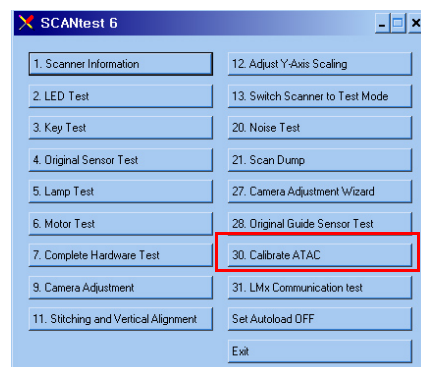 SCANtest 6
1. Scanner Information
2. LED Test
3. Key Test
4. Original Sensor Test
5. Lamp Test
6. Motor Test
7. Complete Hardware Test
9. Camera Adjustment
11. Stitching and Vertical Alignment
12. Adjust Y-Axis Scaling
13. Switch Scanner to Test Mode
20. Noise Test
21. Scan Dump
27. Camera Adjustment Wizard
28. Original Guide Sensor Test
30. Calibrate ATAC
31. LMx Communication test
Set Autoload OFF
Exit